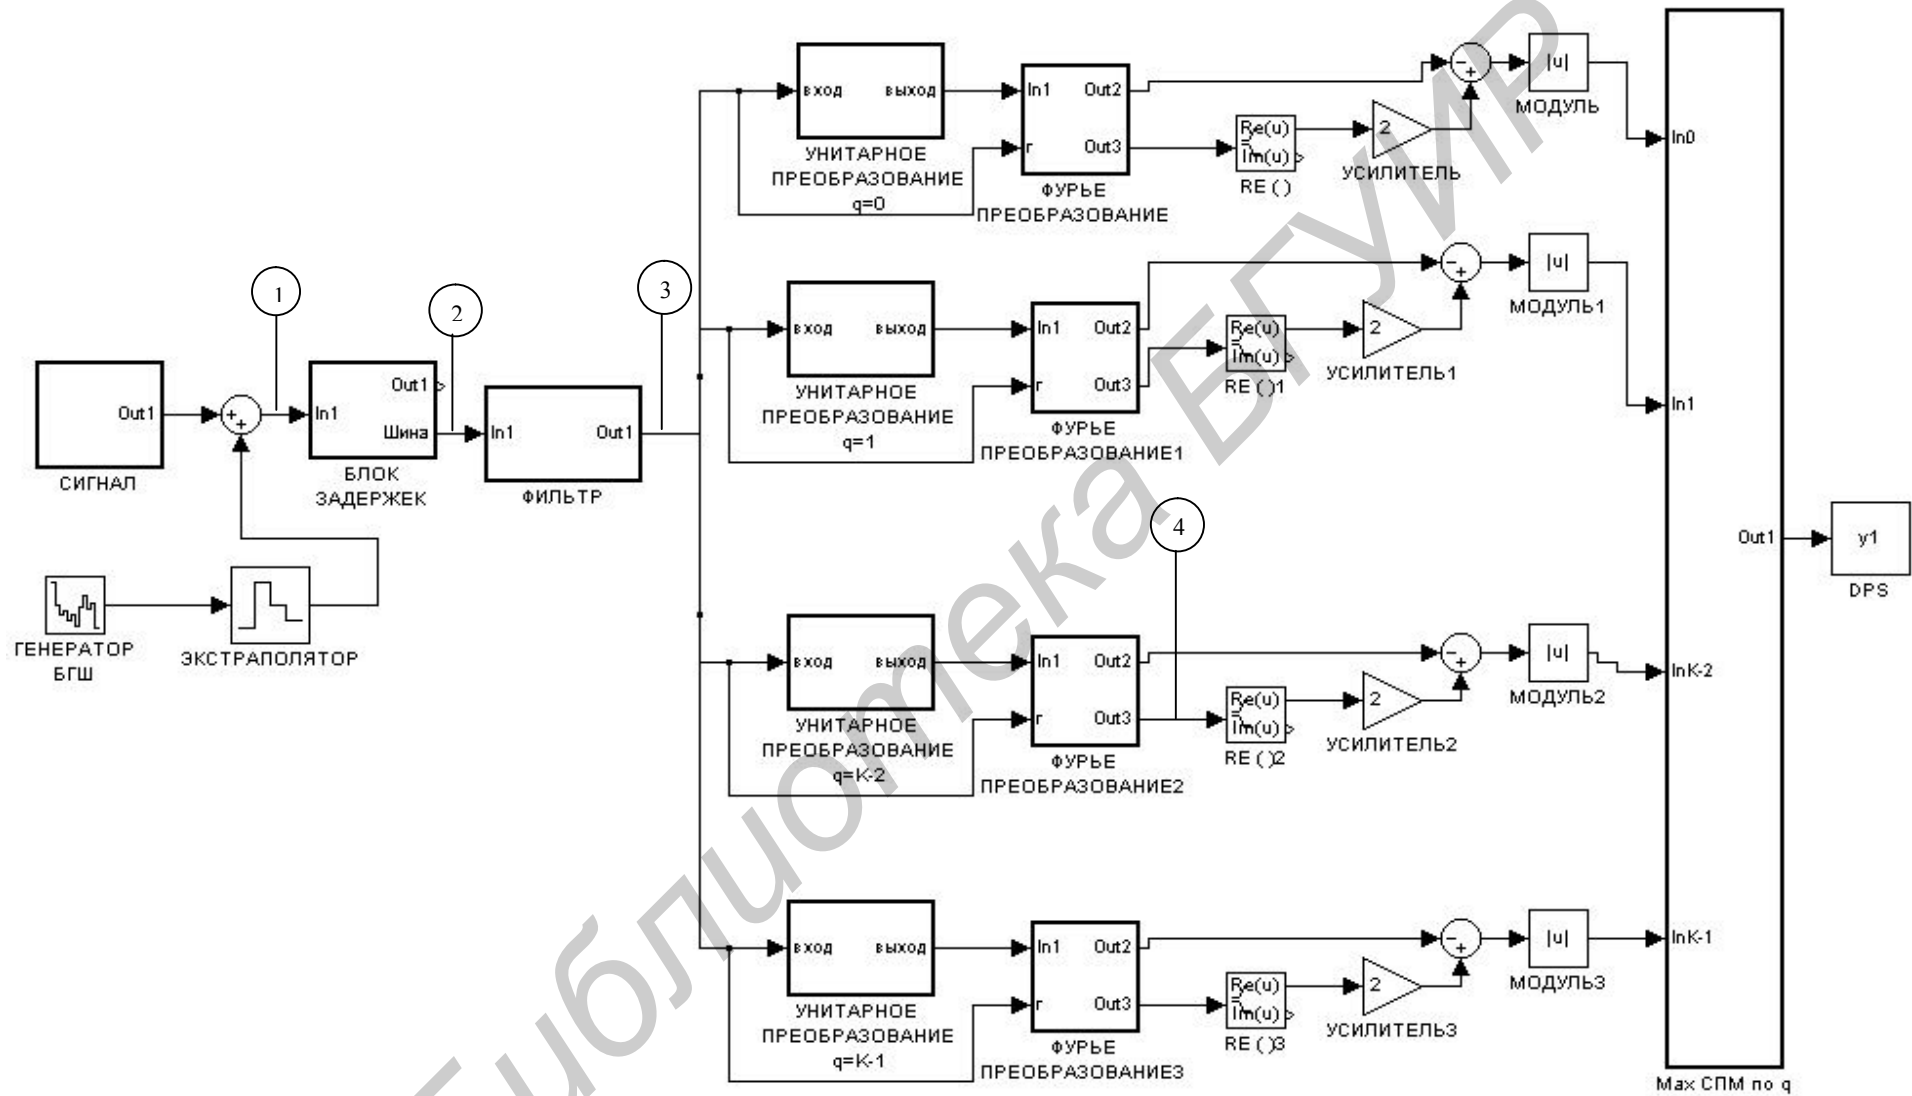 вход
выход
УНИТАРНОЕ
ПРЕОБРАЗОВАНИЕ
q=0
In1
Out2
r
Out3
ФУРЬЕ
ПРЕОБРАЗОВАНИЕ
Re(u)
Im(u)
RE ( )
2
УСИЛИТЕЛЬ
|u|
МОДУЛЬ
In0
вход
выход
УНИТАРНОЕ
ПРЕОБРАЗОВАНИЕ
q=1
In1
Out2
r
Out3
ФУРЬЕ
ПРЕОБРАЗОВАНИЕ1
Re(u)
Im(u)
RE ( )1
2
УСИЛИТЕЛЬ1
|u|
МОДУЛЬ1
In1
1
2
3
Out1
СИГНАЛ
In1
Out1
Шина
БЛОК
ЗАДЕРЖЕК
In1
Out1
ФИЛЬТР
ГЕНЕРАТОР
БГШ
ЭКСТРАПОЛЯТОР
4
вход
выход
УНИТАРНОЕ
ПРЕОБРАЗОВАНИЕ
q=K-2
In1
Out2
r
Out3
ФУРЬЕ
ПРЕОБРАЗОВАНИЕ2
Re(u)
Im(u)
RE ( )2
2
УСИЛИТЕЛЬ2
|u|
МОДУЛЬ2
InK-2
вход
выход
УНИТАРНОЕ
ПРЕОБРАЗОВАНИЕ
q=K-1
In1
Out2
r
Out3
ФУРЬЕ
ПРЕОБРАЗОВАНИЕ3
Re(u)
Im(u)
RE ( )3
2
УСИЛИТЕЛЬ3
|u|
МОДУЛЬ3
InK-1
Out1
Max СПМ по q
y1
DPS
библиотека БГУИР